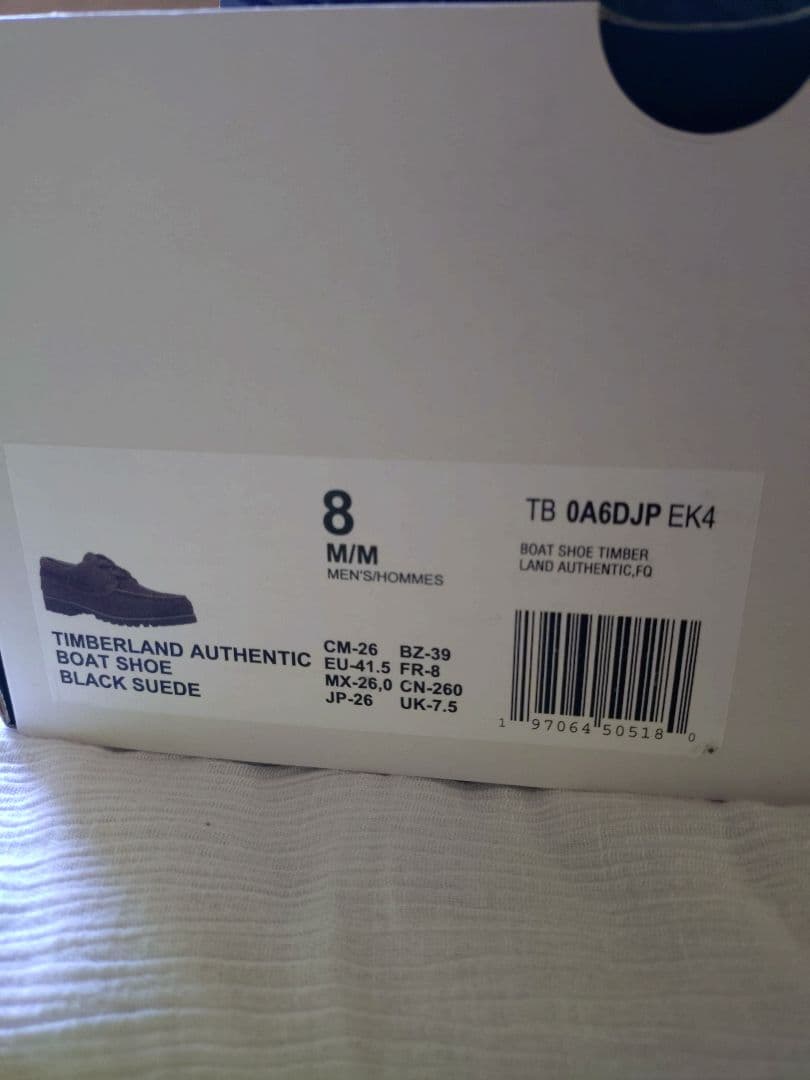 8
M/M
MEN'S/HOMMES
TB 0A6DJP EK4
BOAT SHOE TIMBER
LAND AUTHENTIC,FQ
TIMBERLAND AUTHENTIC
BOAT SHOE
BLACK SUEDE
CM-26 BZ-39
EU-41.5 FR-8
MX-26,0 CN-260
JP-26 UK-7.5
1 97064 50518 0